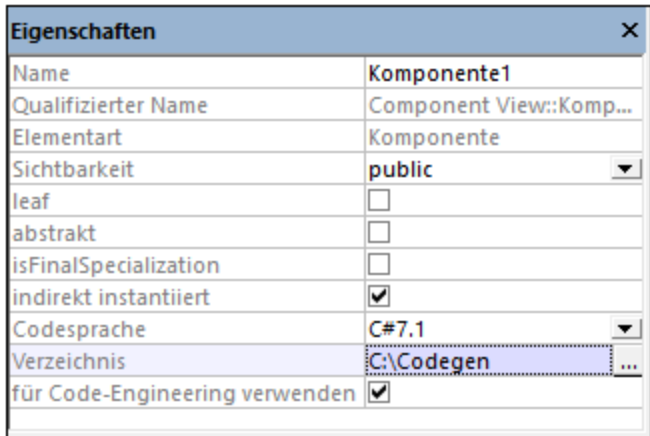 Eigenschaften
Name Komponente1
Qualifizierter Name Component View::Komp...
Elementart Komponente
Sichtbarkeit public
leaf
abstrakt
isFinalSpecialization
indirekt instantiiert
Codesprache C#7.1
Verzeichnis C:\Codegen ...
für Code-Engineering verwenden